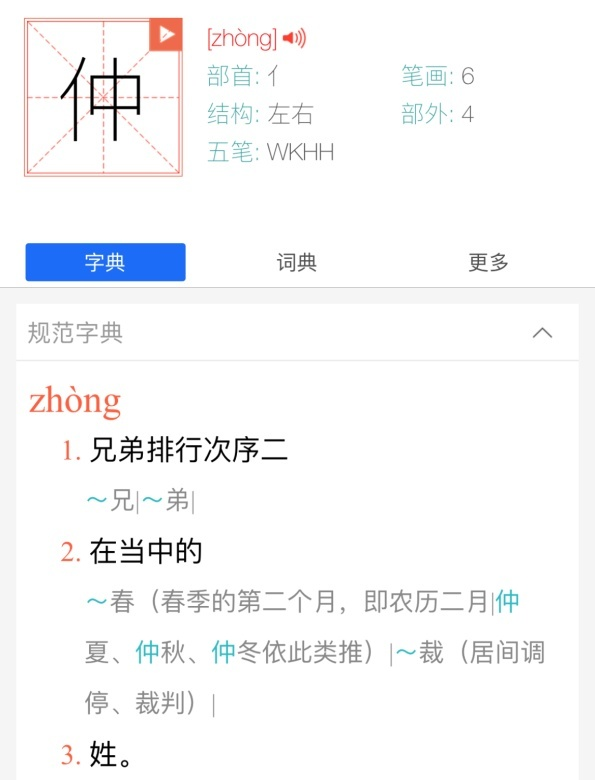 仲
[zhòng]
部首: 亻 笔画: 6
结构: 左右 部外: 4
五笔: WKHH
字典 词典 更多
规范字典
zhòng
1. 兄弟排行次序二
～兄|～弟|
2. 在当中的
～春（春季的第二个月，即农历二月|仲
夏、仲秋、仲冬依此类推）|～裁（居间调
停、裁判）|
3. 姓。